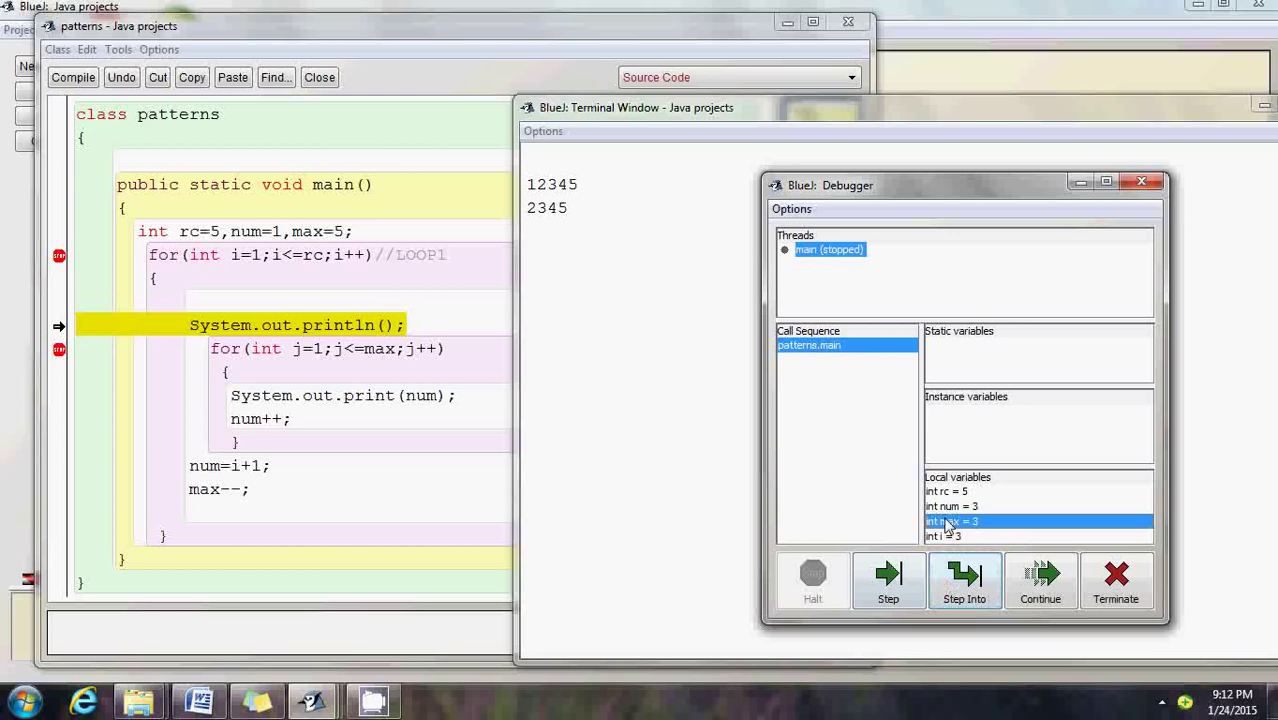 BlueJ: Java projects
patterns - Java projects
Class Edit Tools Options
Compile Undo Cut Copy Paste Find... Close Source Code
class patterns
{
public static void main()
{
int rc=5,num=1,max=5;
for(int i=1;i<=rc;i++)//LOOP1
{
System.out.println();
for(int j=1;j<=max;j++)
{
System.out.print(num);
num++;
}
num=i+1;
max--;
}
}
}
BlueJ: Terminal Window - Java projects
Options
12345
2345
BlueJ: Debugger
Options
Threads
main (stopped)
Call Sequence
patterns.main
Static variables
Instance variables
Local variables
int rc = 5
int num = 3
int max = 3
int i = 3
Halt Step Step Into Continue Terminate
9:12 PM
1/24/2015